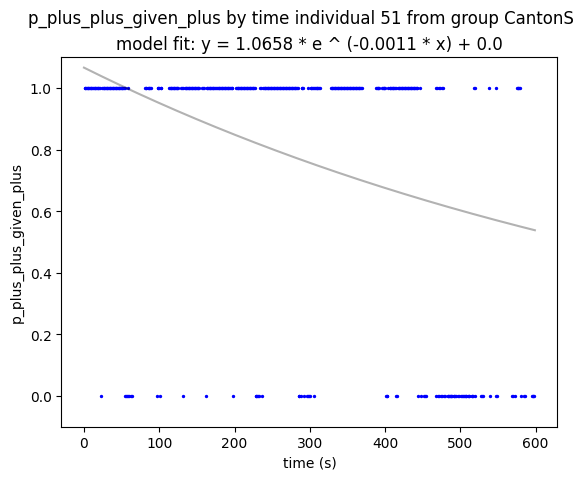 p_plus_plus_given_plus by time individual 51 from group CantonS
model fit: y = 1.0658 * e ^ (-0.0011 * x) + 0.0
1.0
0.8
0.6
0.4
0.2
0.0
p_plus_plus_given_plus
0 100 200 300 400 500 600
time (s)